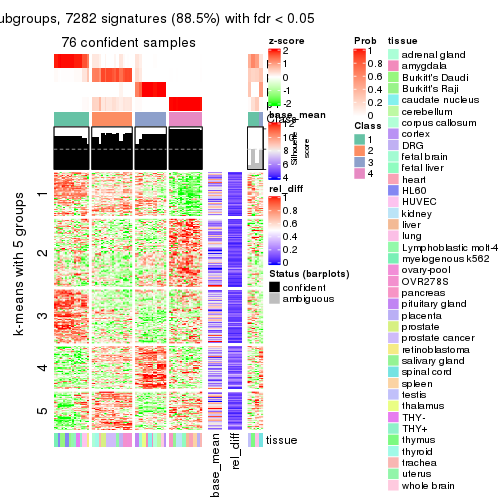 ubgroups, 7282 signatures (88.5%) with fdr < 0.05
76 confident samples
k-means with 5 groups
1
2
3
4
5
Class
Silhouette
score
tissue
base_mean
rel_diff
z-score
2
1
0
-1
-2
base_mean
12
10
8
6
4
rel_diff
1
0.8
0.6
0.4
0.2
0
Status (barplots)
confident
ambiguous
Prob
1
0.8
0.6
0.4
0.2
0
Class
1
2
3
4
tissue
adrenal gland
amygdala
Burkitt's Daudi
Burkitt's Raji
caudate nucleus
cerebellum
corpus callosum
cortex
DRG
fetal brain
fetal liver
heart
HL60
HUVEC
kidney
liver
lung
Lymphoblastic molt-4
myelogenous k562
ovary-pool
OVR278S
pancreas
pituitary gland
placenta
prostate
prostate cancer
retinoblastoma
salivary gland
spinal cord
spleen
testis
thalamus
THY-
THY+
thymus
thyroid
trachea
uterus
whole brain